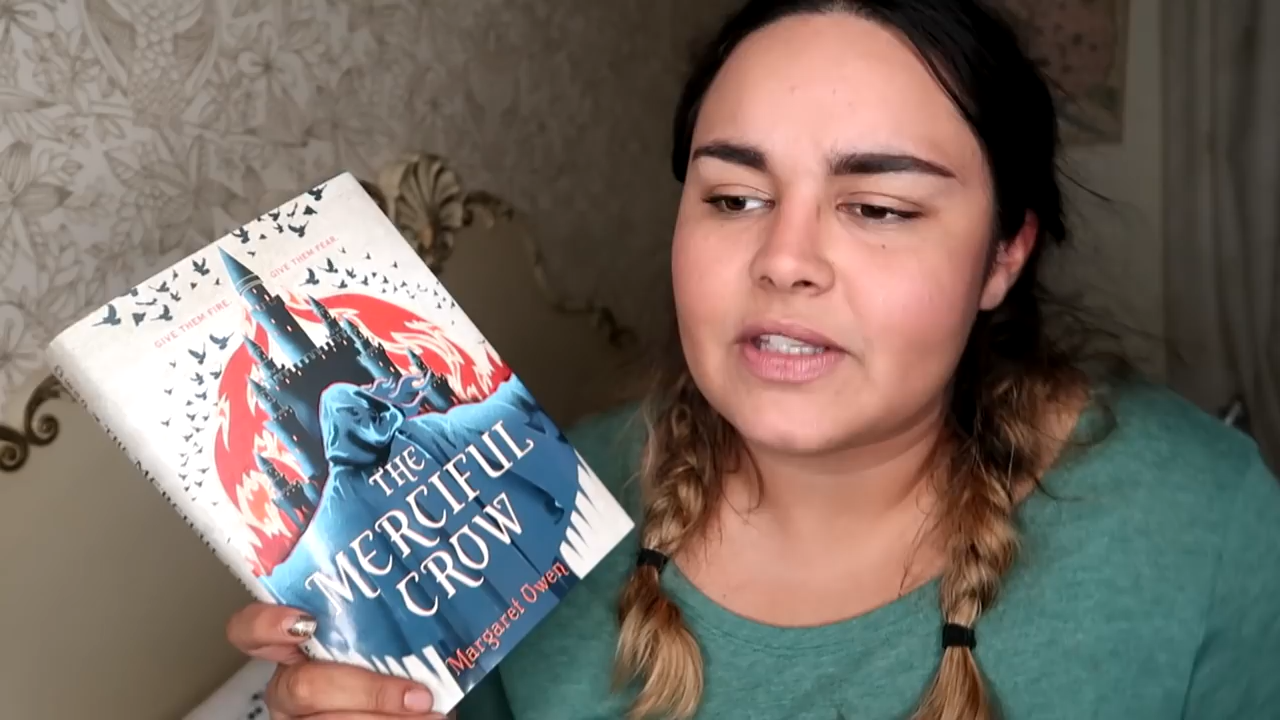 GIVE THEM FIRE.
GIVE THEM FEAR.
THE
MERCIFUL
CROW
Margaret Owen